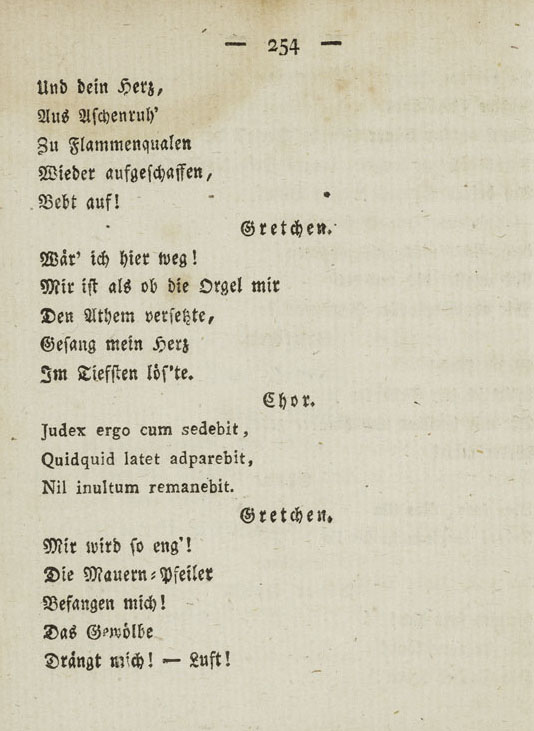 — 254 —
Und dein Herz,
Aus Aschenruh'
Zu Flammenqualen
Wieder aufgeschaffen,
Bebt auf!
Gretchen.
Wär' ich hier weg!
Mir ist als ob die Orgel mir
Den Athem versetzte,
Gesang mein Herz
Im Tiefsten lös'te.
Chor.
Judex ergo cum sedebit,
Quidquid latet adparebit,
Nil inultum remanebit.
Gretchen.
Mir wird so eng'!
Die Mauern-Pfeiler
Befangen mich!
Das Gewölbe
Drängt mich! — Luft!